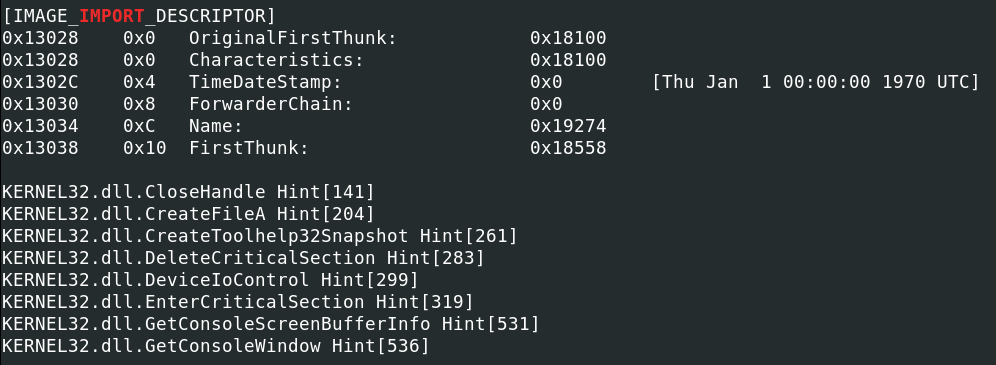 [IMAGE_IMPORT_DESCRIPTOR]
0x13028    0x0   OriginalFirstThunk:            0x18100
0x13028    0x0   Characteristics:               0x18100
0x1302C    0x4   TimeDateStamp:                 0x0        [Thu Jan  1 00:00:00 1970 UTC]
0x13030    0x8   ForwarderChain:                0x0
0x13034    0xC   Name:                          0x19274
0x13038    0x10  FirstThunk:                    0x18558
KERNEL32.dll.CloseHandle Hint[141]
KERNEL32.dll.CreateFileA Hint[204]
KERNEL32.dll.CreateToolhelp32Snapshot Hint[261]
KERNEL32.dll.DeleteCriticalSection Hint[283]
KERNEL32.dll.DeviceIoControl Hint[299]
KERNEL32.dll.EnterCriticalSection Hint[319]
KERNEL32.dll.GetConsoleScreenBufferInfo Hint[531]
KERNEL32.dll.GetConsoleWindow Hint[536]